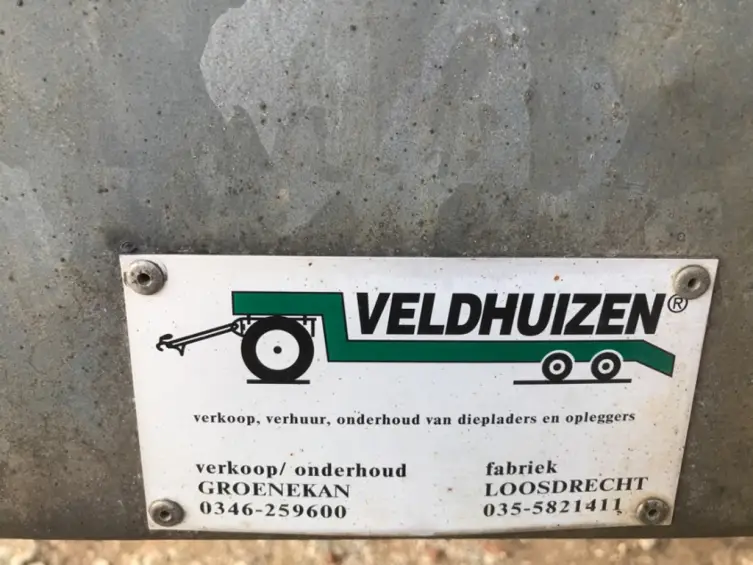 VELDHUIZEN®
verkoop, verhuur, onderhoud van diepladers en opleggers
verkoop/ onderhoud
GROENEKAN
0346-259600
fabriek
LOOSDRECHT
035-5821411